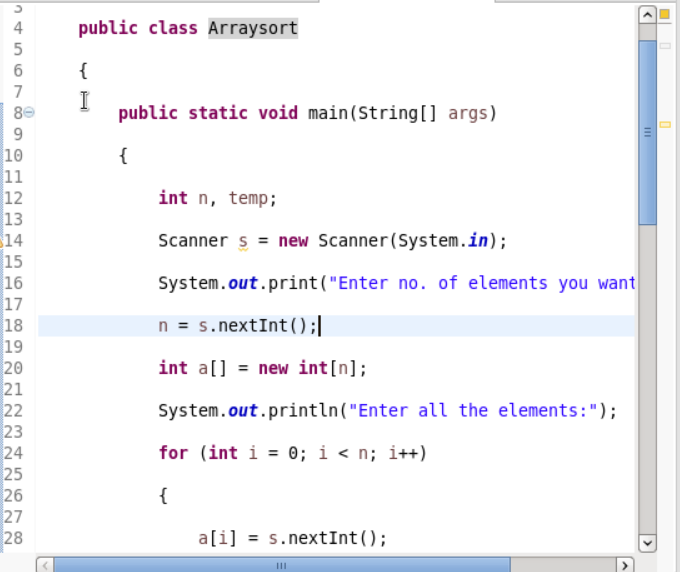 3
4 public class Arraysort
5
6 {
7
8 public static void main(String[] args)
9
10 {
11
12 int n, temp;
13
14 Scanner s = new Scanner(System.in);
15
16 System.out.print("Enter no. of elements you want
17
18 n = s.nextInt();
19
20 int a[] = new int[n];
21
22 System.out.println("Enter all the elements:");
23
24 for (int i = 0; i < n; i++)
25
26 {
27
28 a[i] = s.nextInt();